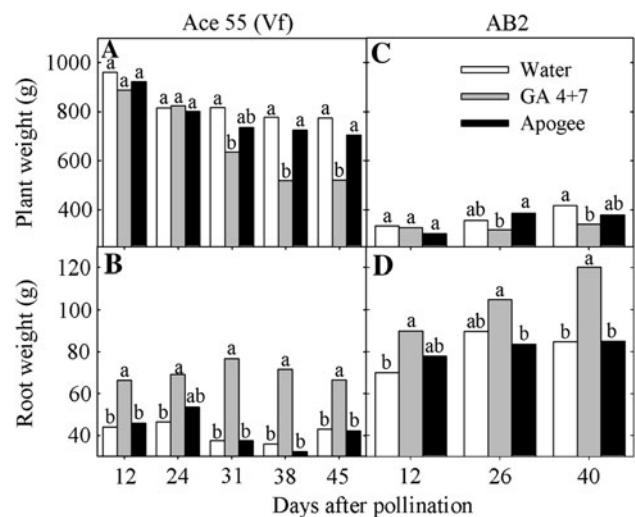 Ace 55 (Vf)
AB2
Plant weight (g)
1000
800
600
400
A
a
a
a
a
a
a
a
b
ab
a
b
a
a
b
a
C
Water
GA 4+7
Apogee
a
a
a
ab
b
a
a
b
ab
Root weight (g)
120
100
80
60
40
B
b
a
b
b
a
ab
b
a
b
b
a
b
b
a
b
D
b
a
ab
ab
a
b
b
a
b
12 24 31 38 45
12 26 40
Days after pollination